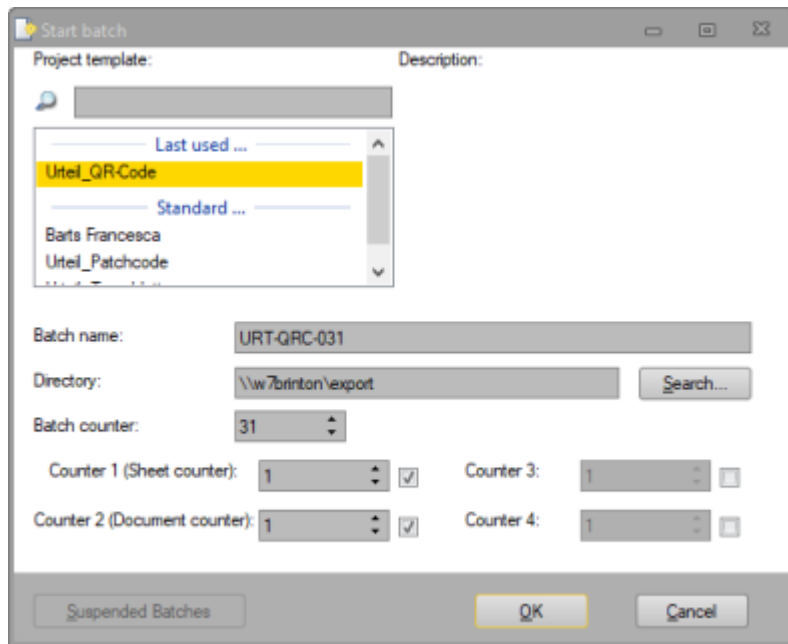 Start batch
Project template:
Description:
Last used ...
Urteil_QR-Code
Standard ...
Barts Francesca
Urteil_Patchcode
Batch name:
URT-QRC-031
Directory:
\\w7brinton\export
Search...
Batch counter:
31
Counter 1 (Sheet counter):
1
Counter 3:
1
Counter 2 (Document counter):
1
Counter 4:
1
Suspended Batches
OK
Cancel